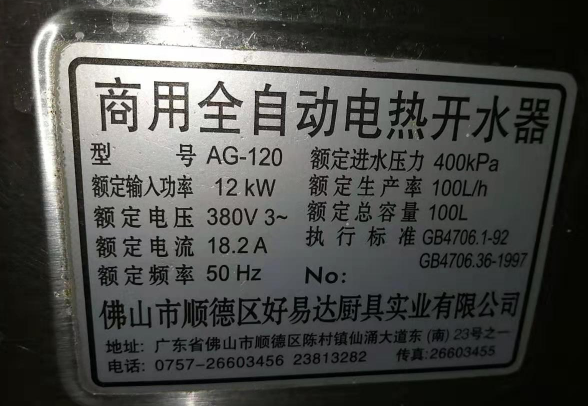 商用全自动电热开水器
型 号 AG-120 额定进水压力 400kPa
额定输入功率 12 kW 额定生产率 100L/h
额定电压 380V 3~ 额定总容量 100L
额定电流 18.2 A 执行标准 GB4706.1-92
GB4706.36-1997
额定频率 50 Hz No:
佛山市顺德区好易达厨具实业有限公司
地址: 广东省佛山市顺德区陈村镇仙涌大道东 (南) 23号之一
电话: 0757-26603456 23813282 传真:26603455